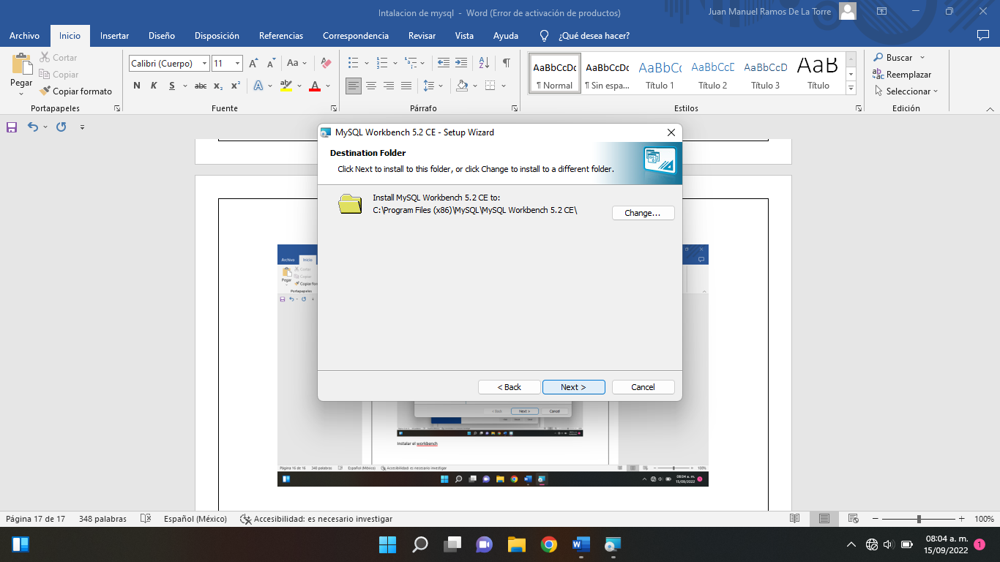 Intalacion de mysql - Word (Error de activación de productos)
Juan Manuel Ramos De La Torre
Archivo Inicio Insertar Diseño Disposición Referencias Correspondencia Revisar Vista Ayuda ¿Qué desea hacer?
Pegar
Cortar
Copiar
Copiar formato
Portapapeles
Calibri (Cuerpo) 11
Aa
N K S abc x₂ x²
Fuente
Párrafo
AaBbCcDc AaBbCcDc AaBbCc AaBbCcD AaBbCcD AaB
¶ Normal ¶ Sin espa... Título 1 Título 2 Título 3 Título
Estilos
Buscar
Reemplazar
Seleccionar
Edición
MySQL Workbench 5.2 CE - Setup Wizard
Destination Folder
Click Next to install to this folder, or click Change to install to a different folder.
Install MySQL Workbench 5.2 CE to:
C:\Program Files (x86)\MySQL\MySQL Workbench 5.2 CE\
Change...
< Back Next > Cancel
Archivo Inicio
Pegar
Cortar
Copiar
Copiar for
Portapapeles
< Back Next > Cancel
Instalar el workbench
Página 16 de 16 348 palabras Español (México) Accesibilidad: es necesario investigar 100%
08:04 a. m.
15/09/2022
1
Página 17 de 17 348 palabras Español (México) Accesibilidad: es necesario investigar 100%
08:04 a. m.
15/09/2022
1